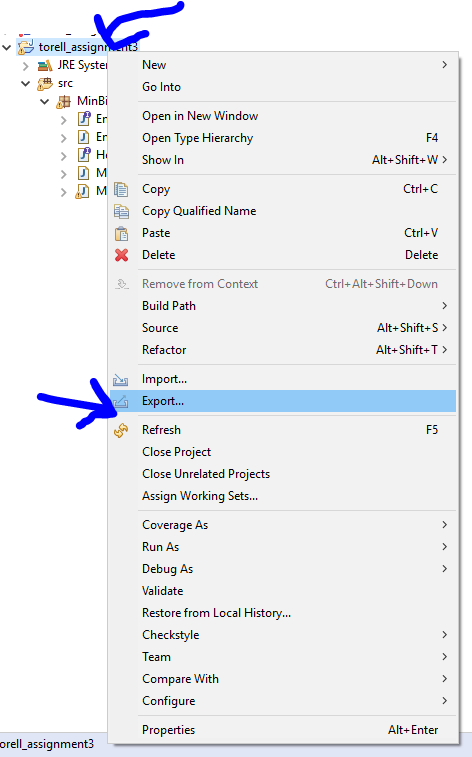 torell_assignment3
JRE System
src
MinBi
New
Go Into
Open in New Window
Open Type Hierarchy F4
Show In Alt+Shift+W
Copy Ctrl+C
Copy Qualified Name
Paste Ctrl+V
Delete Delete
Remove from Context Ctrl+Alt+Shift+Down
Build Path
Source Alt+Shift+S
Refactor Alt+Shift+T
Import...
Export...
Refresh F5
Close Project
Close Unrelated Projects
Assign Working Sets...
Coverage As
Run As
Debug As
Validate
Restore from Local History...
Checkstyle
Team
Compare With
Configure
Properties Alt+Enter
orell_assignment3